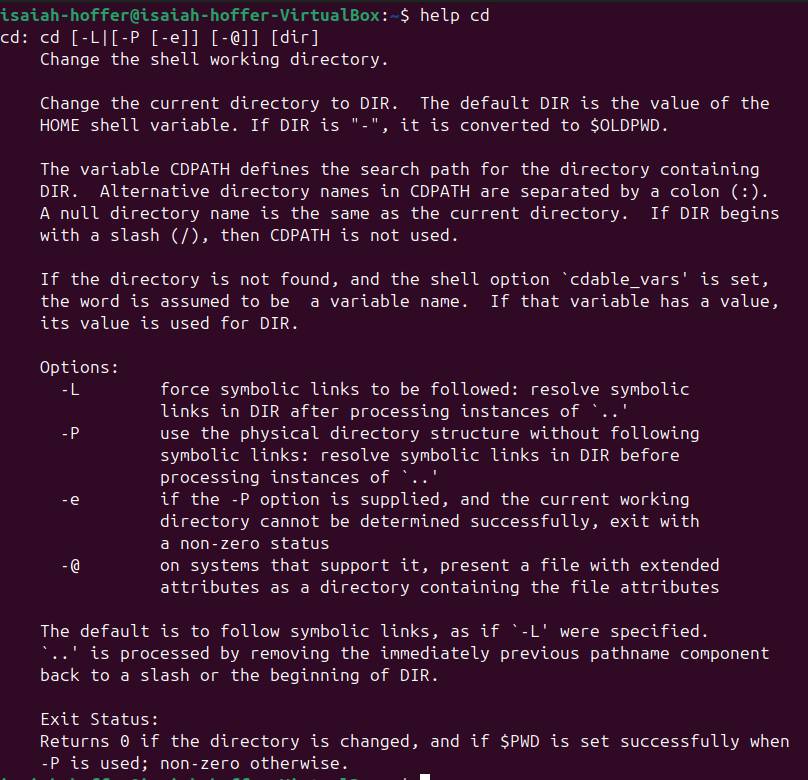 isaiah-hoffer@isaiah-hoffer-VirtualBox:~$ help cd
cd: cd [-L|[-P [-e]] [-@]] [dir]
    Change the shell working directory.

    Change the current directory to DIR.  The default DIR is the value of the
    HOME shell variable. If DIR is "-", it is converted to $OLDPWD.

    The variable CDPATH defines the search path for the directory containing
    DIR.  Alternative directory names in CDPATH are separated by a colon (:).
    A null directory name is the same as the current directory.  If DIR begins
    with a slash (/), then CDPATH is not used.

    If the directory is not found, and the shell option `cdable_vars' is set,
    the word is assumed to be  a variable name.  If that variable has a value,
    its value is used for DIR.

    Options:
      -L        force symbolic links to be followed: resolve symbolic
                links in DIR after processing instances of `..'
      -P        use the physical directory structure without following
                symbolic links: resolve symbolic links in DIR before
                processing instances of `..'
      -e        if the -P option is supplied, and the current working
                directory cannot be determined successfully, exit with
                a non-zero status
      -@        on systems that support it, present a file with extended
                attributes as a directory containing the file attributes

    The default is to follow symbolic links, as if `-L' were specified.
    `..' is processed by removing the immediately previous pathname component
    back to a slash or the beginning of DIR.

    Exit Status:
    Returns 0 if the directory is changed, and if $PWD is set successfully when
    -P is used; non-zero otherwise.